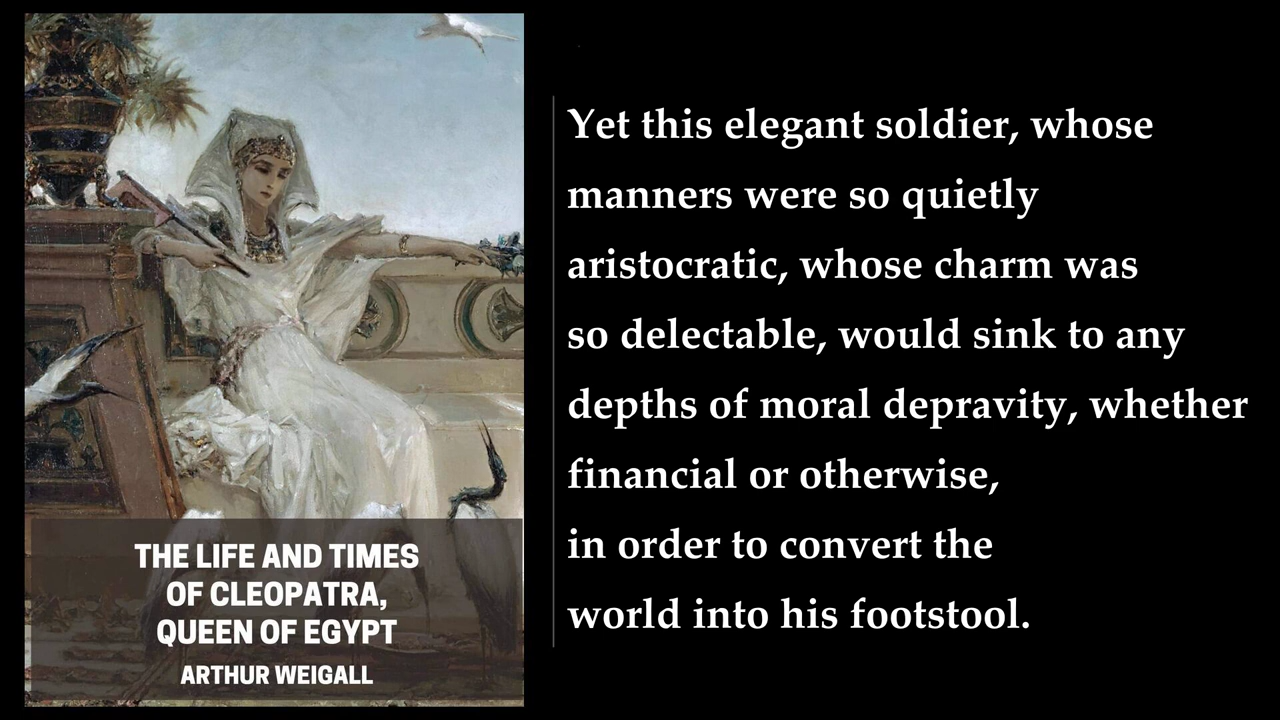 THE LIFE AND TIMES
OF CLEOPATRA,
QUEEN OF EGYPT
ARTHUR WEIGALL
Yet this elegant soldier, whose
manners were so quietly
aristocratic, whose charm was
so delectable, would sink to any
depths of moral depravity, whether
financial or otherwise,
in order to convert the
world into his footstool.